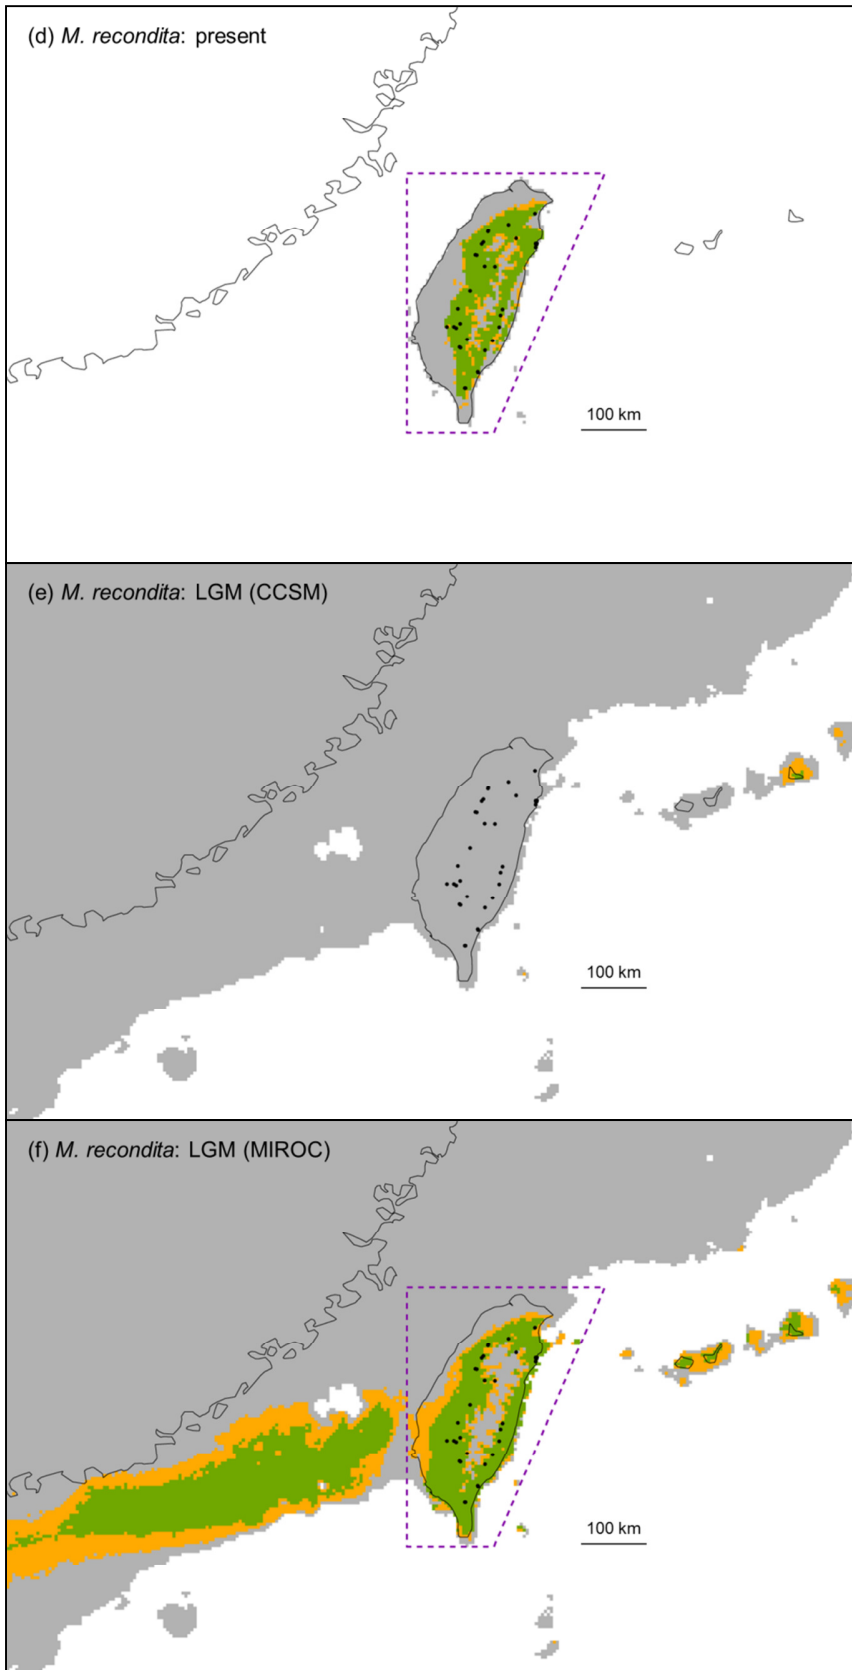 (d) M. recondita: present
100 km
(e) M. recondita: LGM (CCSM)
100 km
(f) M. recondita: LGM (MIROC)
100 km